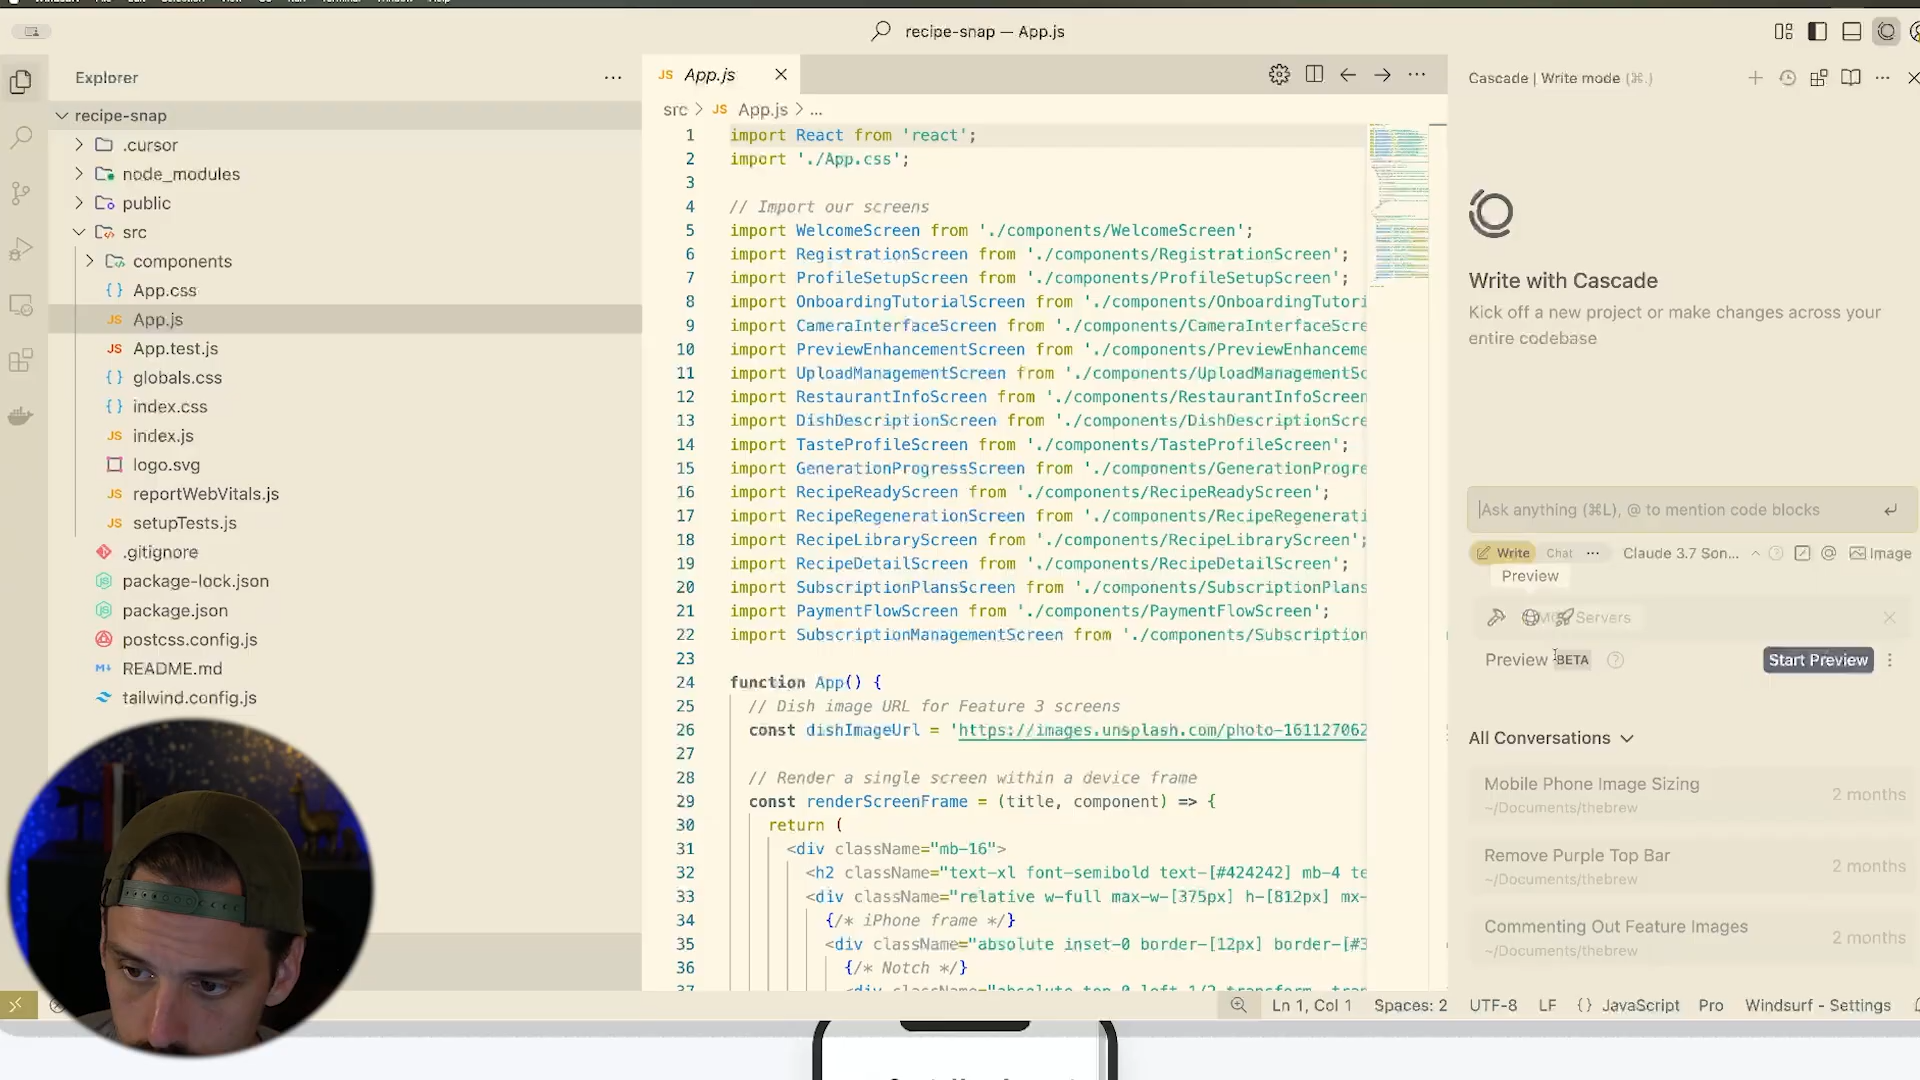 recipe-snap — App.js
Explorer
recipe-snap
.cursor
node_modules
public
src
components
App.css
App.js
App.test.js
globals.css
index.css
index.js
logo.svg
reportWebVitals.js
setupTests.js
.gitignore
package-lock.json
package.json
postcss.config.js
README.md
tailwind.config.js
JS App.js
src > JS App.js > ...
1 import React from 'react';
2 import './App.css';
3
4 // Import our screens
5 import WelcomeScreen from './components/WelcomeScreen';
6 import RegistrationScreen from './components/RegistrationScreen';
7 import ProfileSetupScreen from './components/ProfileSetupScreen';
8 import OnboardingTutorialScreen from './components/OnboardingTutori
9 import CameraInterfaceScreen from './components/CameraInterfaceScre
10 import PreviewEnhancementScreen from './components/PreviewEnhanceme
11 import UploadManagementScreen from './components/UploadManagementSc
12 import RestaurantInfoScreen from './components/RestaurantInfoScreen
13 import DishDescriptionScreen from './components/DishDescriptionScre
14 import TasteProfileScreen from './components/TasteProfileScreen';
15 import GenerationProgressScreen from './components/GenerationProgre
16 import RecipeReadyScreen from './components/RecipeReadyScreen';
17 import RecipeRegenerationScreen from './components/RecipeRegenerati
18 import RecipeLibraryScreen from './components/RecipeLibraryScreen';
19 import RecipeDetailScreen from './components/RecipeDetailScreen';
20 import SubscriptionPlansScreen from './components/SubscriptionPlans
21 import PaymentFlowScreen from './components/PaymentFlowScreen';
22 import SubscriptionManagementScreen from './components/Subscription
23
24 function App() {
25 // Dish image URL for Feature 3 screens
26 const dishImageUrl = 'https://images.unsplash.com/photo-161127062
27
28 // Render a single screen within a device frame
29 const renderScreenFrame = (title, component) => {
30 return (
31 <div className="mb-16">
32 <h2 className="text-xl font-semibold text-[#424242] mb-4 te
33 <div className="relative w-full max-w-[375px] h-[812px] mx-
34 {/* iPhone frame */}
35 <div className="absolute inset-0 border-[12px] border-[#3
36 {/* Notch */}
37
Cascade | Write mode (⌘.)
Write with Cascade
Kick off a new project or make changes across your
entire codebase
Ask anything (⌘L), @ to mention code blocks
Write Chat ... Claude 3.7 Son... Image
Preview
Servers
Preview BETA Start Preview
All Conversations
Mobile Phone Image Sizing
~/Documents/thebrew
2 months
Remove Purple Top Bar
~/Documents/thebrew
2 months
Commenting Out Feature Images
~/Documents/thebrew
2 months
Ln 1, Col 1 Spaces: 2 UTF-8 LF {} JavaScript Pro Windsurf - Settings